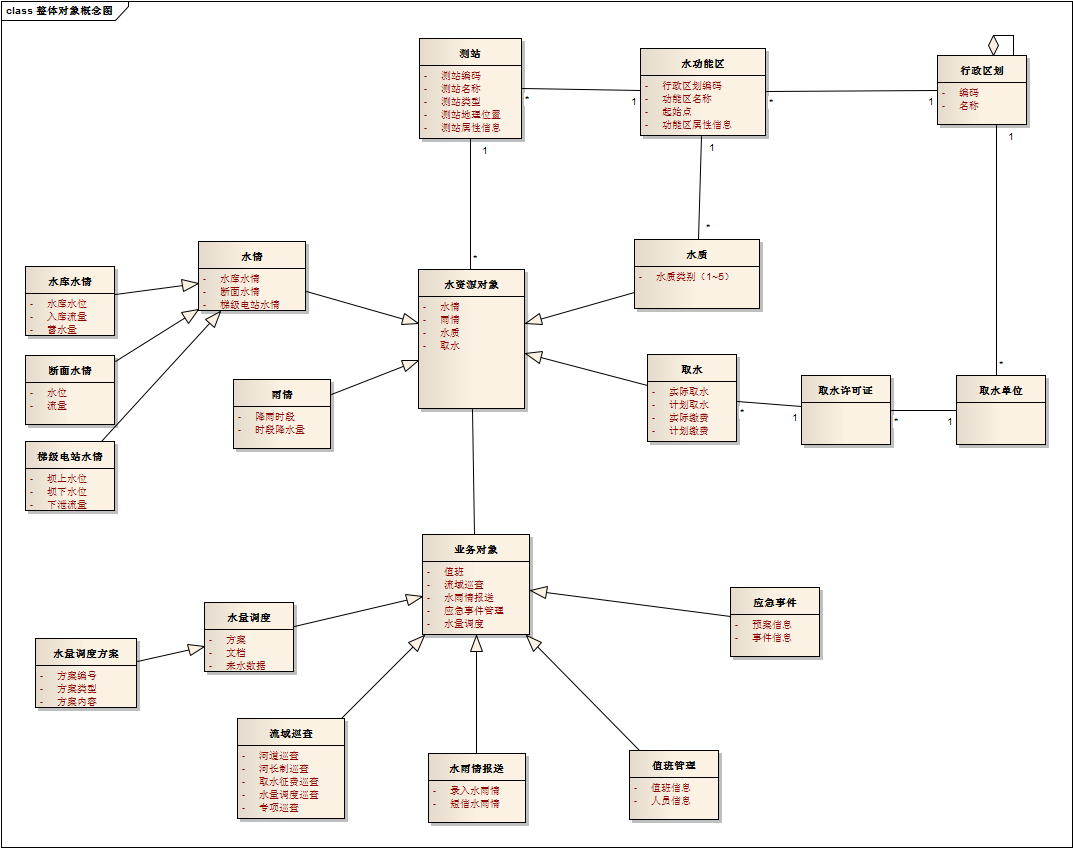 class 整体对象概念图
测站
- 测站编码
- 测站名称
- 测站类型
- 测站地理位置
- 测站属性信息
水功能区
- 行政区划编码
- 功能区名称
- 起始点
- 功能区属性信息
行政区划
- 编码
- 名称
*
1
*
1
1
1
1
*
*
水情
- 水库水情
- 断面水情
- 梯级电站水情
水质
- 水质类别（1~5）
水库水情
- 水库水位
- 入库流量
- 蓄水量
水资源对象
- 水情
- 雨情
- 水质
- 取水
断面水情
- 水位
- 流量
雨情
- 降雨时段
- 时段降水量
取水
- 实际取水
- 计划取水
- 实际缴费
- 计划缴费
*
取水许可证
取水单位
*
1
*
1
梯级电站水情
- 坝上水位
- 坝下水位
- 下泄流量
业务对象
- 值班
- 流域巡查
- 水雨情报送
- 应急事件管理
- 水量调度
应急事件
- 预案信息
- 事件信息
水量调度
- 方案
- 文档
- 来水数据
水量调度方案
- 方案编号
- 方案类型
- 方案内容
流域巡查
- 河道巡查
- 河长制巡查
- 取水征费巡查
- 水量调度巡查
- 专项巡查
水雨情报送
- 录入水雨情
- 短信水雨情
值班管理
- 值班信息
- 人员信息